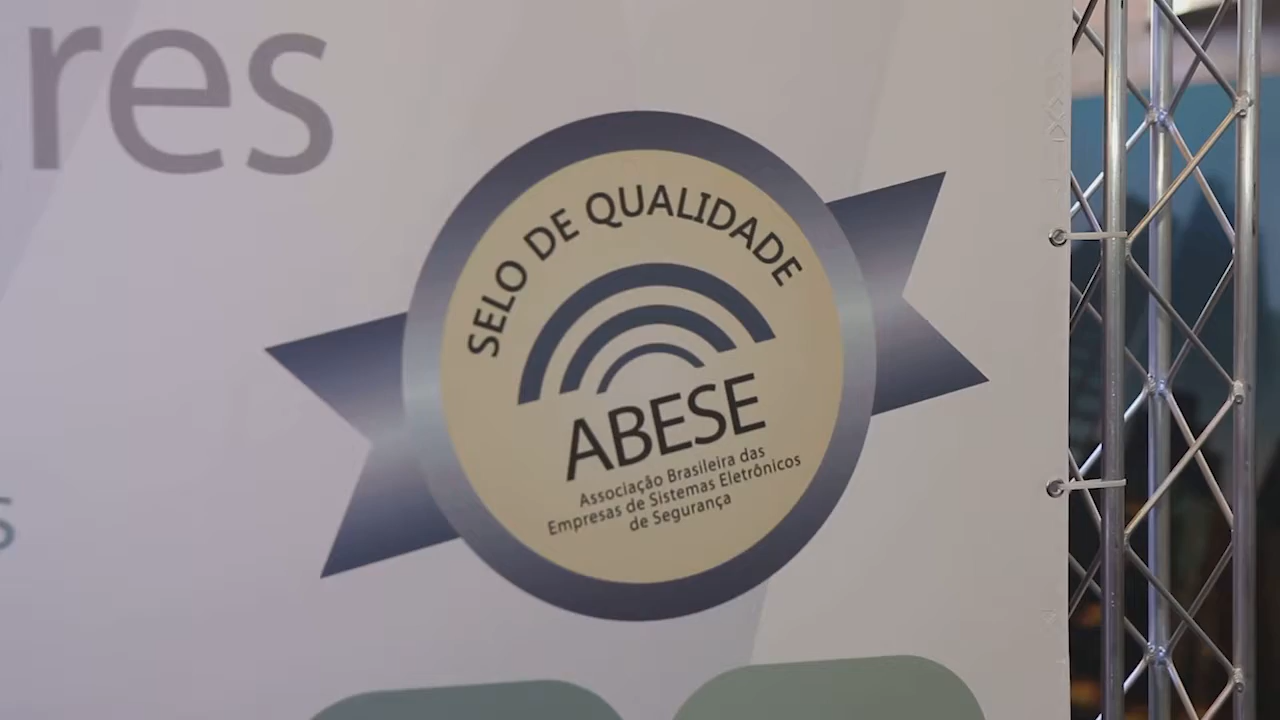 res
SELO DE QUALIDADE
ABESE
Associação Brasileira das
Empresas de Sistemas Eletrônicos
de Segurança
s